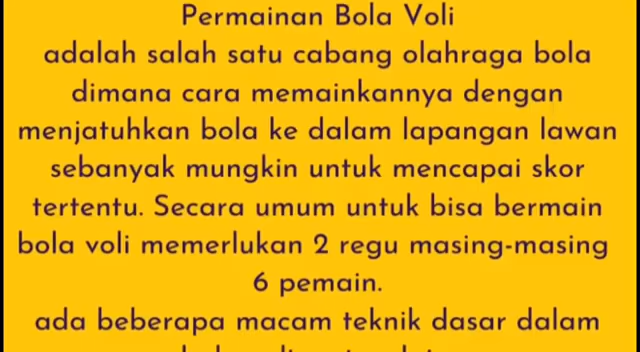 Permainan Bola Voli
adalah salah satu cabang olahraga bola
dimana cara memainkannya dengan
menjatuhkan bola ke dalam lapangan lawan
sebanyak mungkin untuk mencapai skor
tertentu. Secara umum untuk bisa bermain
bola voli memerlukan 2 regu masing-masing
6 pemain.
ada beberapa macam teknik dasar dalam